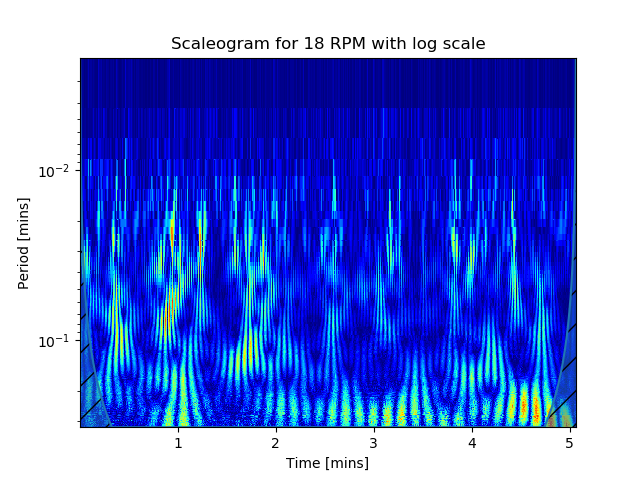 Scaleogram for 18 RPM with log scale
Period [mins]
10⁻²
10⁻¹
1 2 3 4 5
Time [mins]